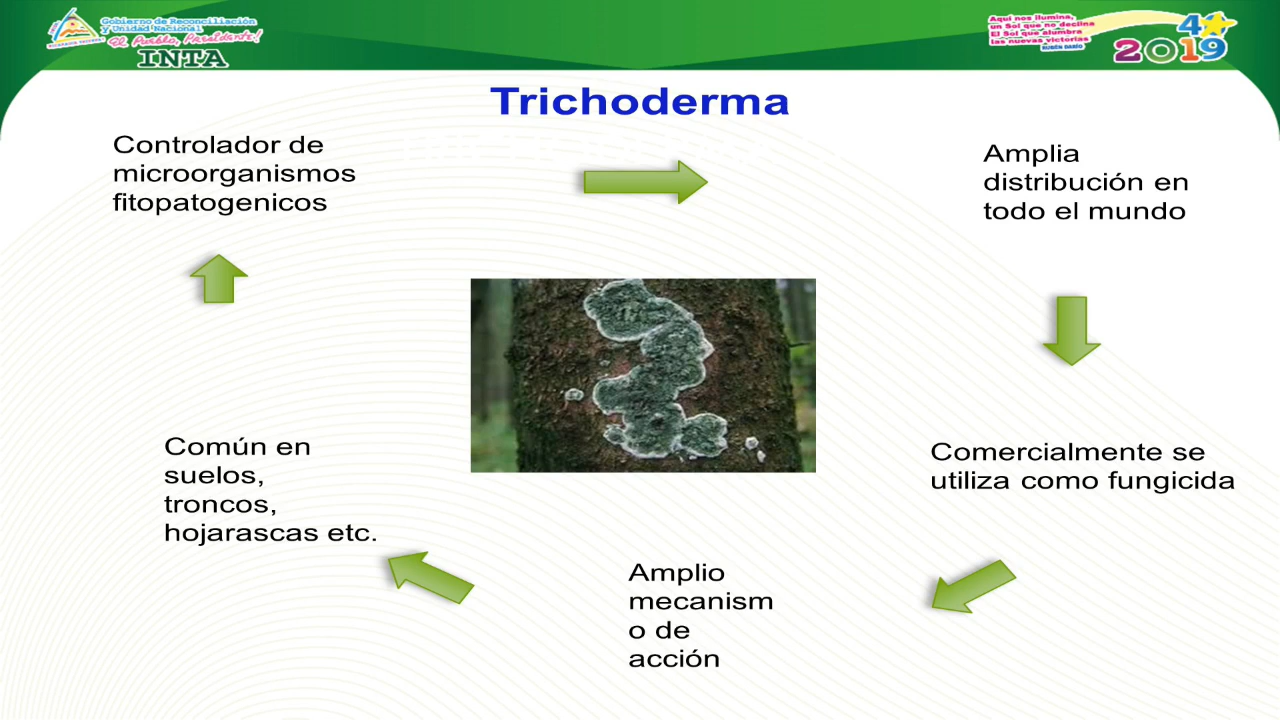 Gobierno de Reconciliación
y Unidad Nacional
El Pueblo, Presidente!
INTA
Aquí nos ilumina,
un Sol que no declina
El Sol que alumbra
las nuevas victorias
RUBÉN DARÍO
40
2019
Trichoderma
Controlador de
microorganismos
fitopatogenicos
Amplia
distribución en
todo el mundo
Común en
suelos,
troncos,
hojarascas etc.
Comercialmente se
utiliza como fungicida
Amplio
mecanism
o de
acción